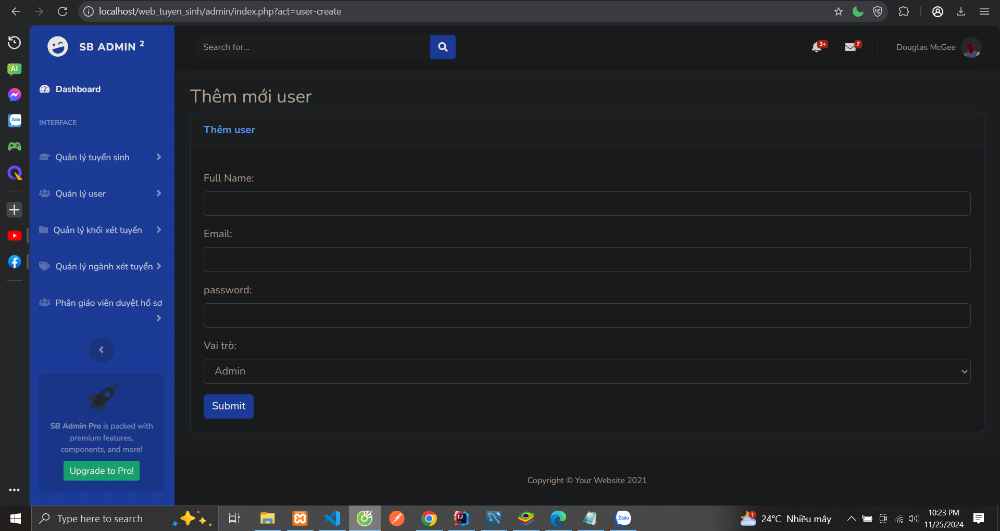 localhost/web_tuyen_sinh/admin/index.php?act=user-create
AI
Zalo
SB ADMIN 2
Dashboard
INTERFACE
Quản lý tuyển sinh
Quản lý user
Quản lý khối xét tuyển
Quản lý ngành xét tuyển
Phân giáo viên duyệt hồ sơ
SB Admin Pro is packed with
premium features,
components, and more!
Upgrade to Pro!
Search for...
3+
7
Douglas McGee
Thêm mới user
Thêm user
Full Name:
Email:
password:
Vai trò:
Admin
Submit
Copyright © Your Website 2021
Type here to search
IJ
Zalo
1
24°C Nhiều mây
10:23 PM
11/25/2024